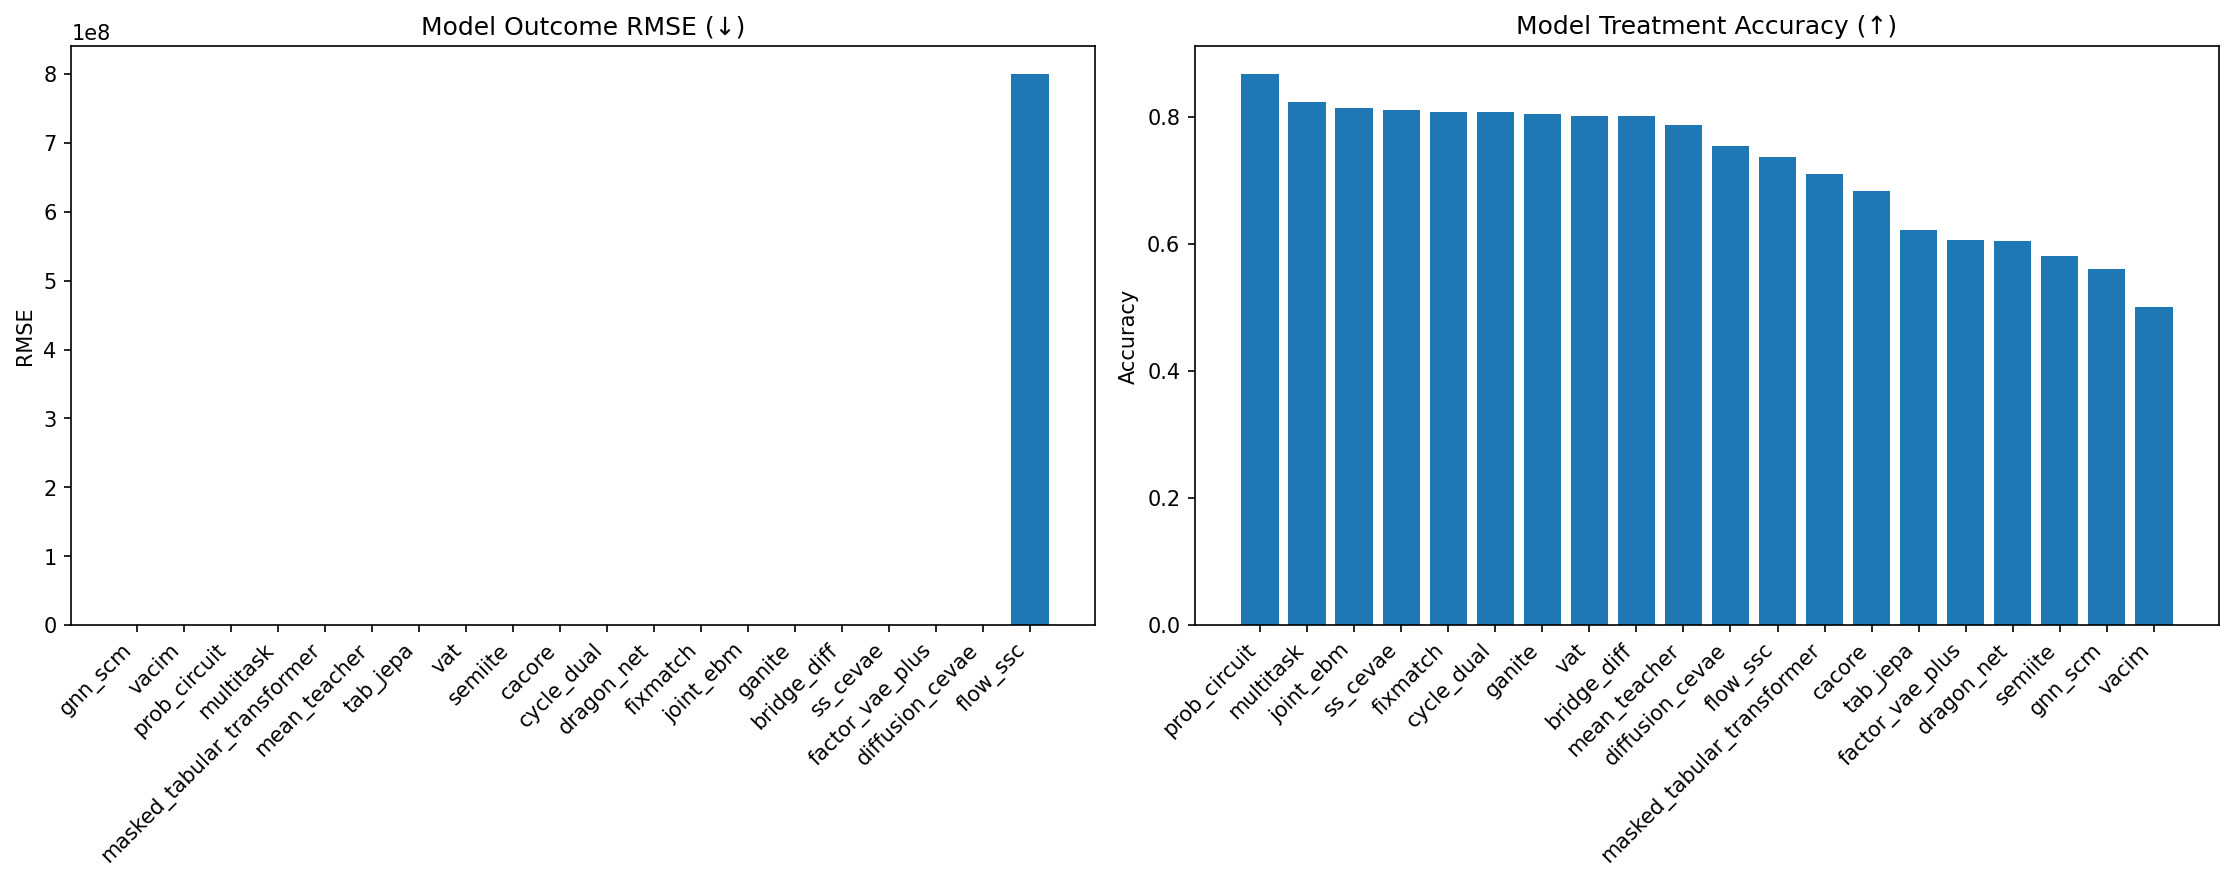 Model Outcome RMSE (↓)
1e8
8
7
6
5
4
3
2
1
0
RMSE
gnn_scm
vacim
prob_circuit
multitask
masked_tabular_transformer
mean_teacher
tab_jepa
vat
semiite
cacore
cycle_dual
dragon_net
fixmatch
joint_ebm
ganite
bridge_diff
ss_cevae
factor_vae_plus
diffusion_cevae
flow_ssc
Model Treatment Accuracy (↑)
0.8
0.6
0.4
0.2
0.0
Accuracy
prob_circuit
multitask
joint_ebm
ss_cevae
fixmatch
cycle_dual
ganite
vat
bridge_diff
mean_teacher
diffusion_cevae
flow_ssc
masked_tabular_transformer
cacore
tab_jepa
factor_vae_plus
dragon_net
semiite
gnn_scm
vacim